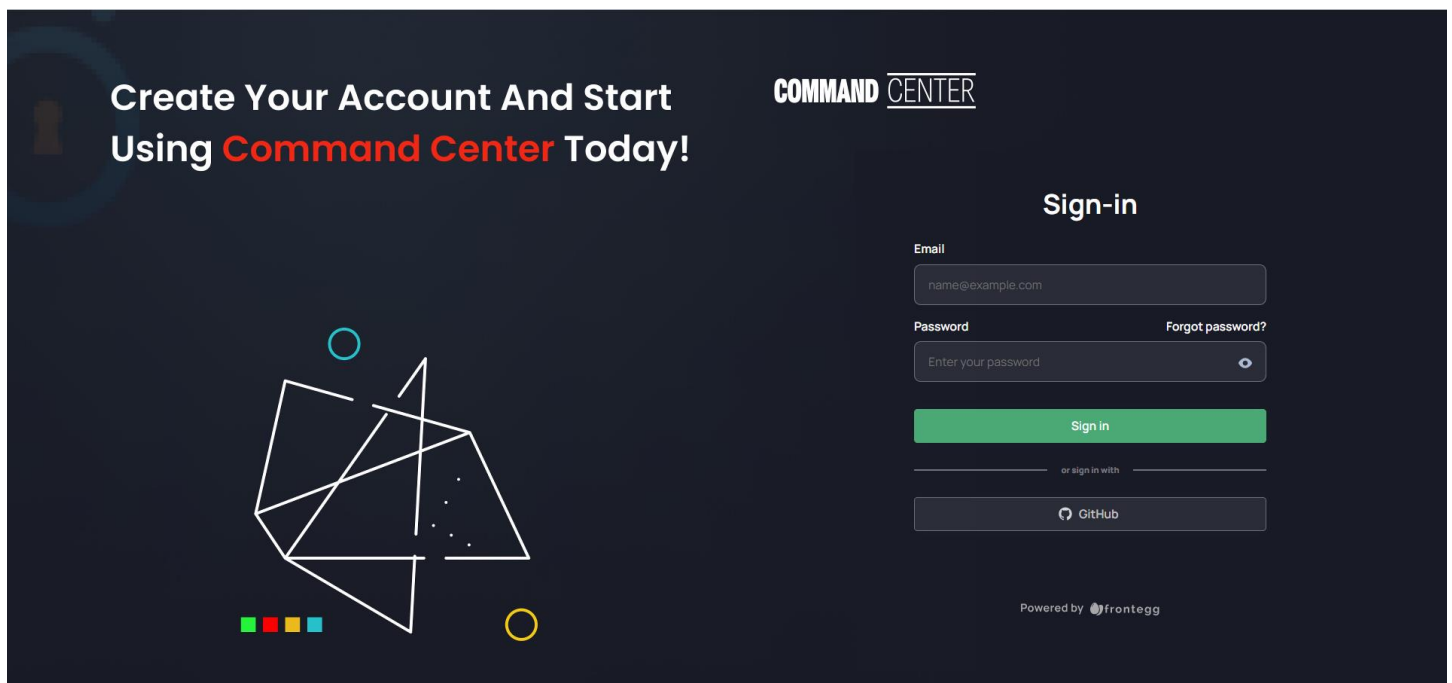 Create Your Account And Start
Using Command Center Today!
COMMAND CENTER
Sign-in
Email
name@example.com
Password Forgot password?
Enter your password
Sign in
or sign in with
GitHub
Powered by frontegg